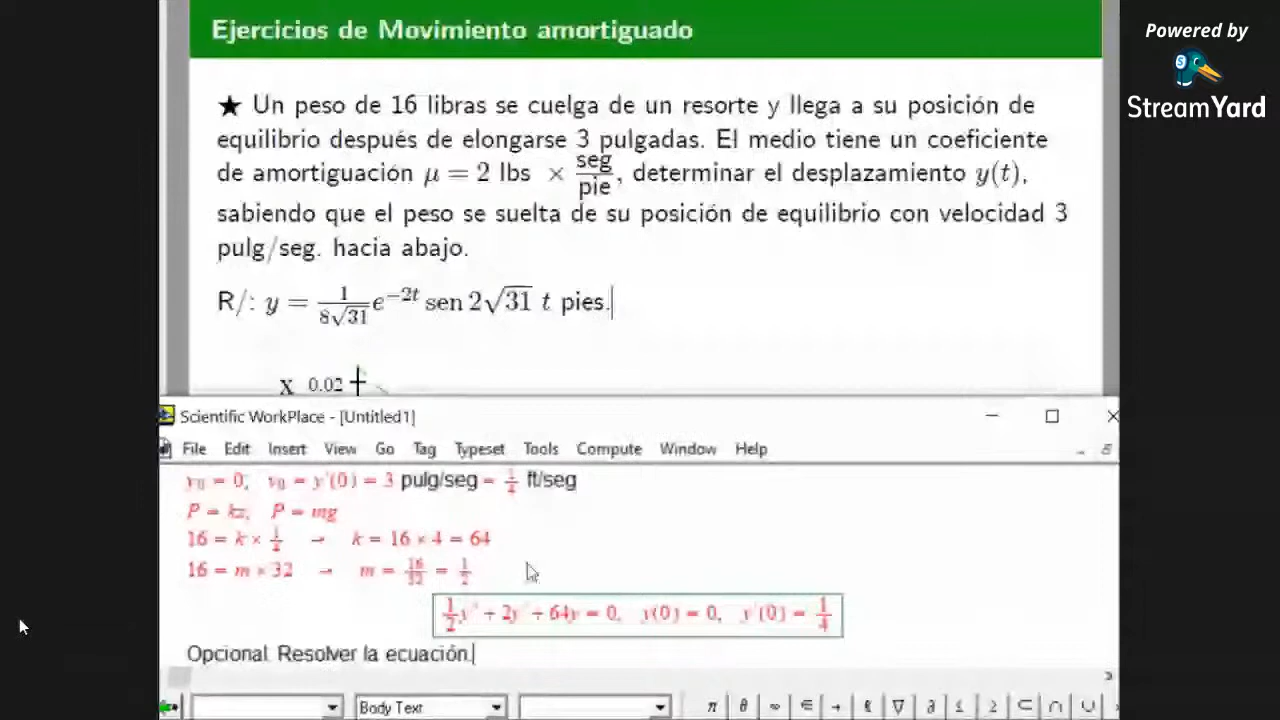 Ejercicios de Movimiento amortiguado
Powered by
StreamYard
★ Un peso de 16 libras se cuelga de un resorte y llega a su posición de
equilibrio después de elongarse 3 pulgadas. El medio tiene un coeficiente
de amortiguación μ = 2 lbs × seg/pie, determinar el desplazamiento y(t),
sabiendo que el peso se suelta de su posición de equilibrio con velocidad 3
pulg/seg. hacia abajo.
R/: y = 1/(8√31) e^(−2t) sen 2√31 t pies.
X 0.02
Scientific WorkPlace - [Untitled1]
File Edit Insert View Go Tag Typeset Tools Compute Window Help
y₀ = 0, v₀ = y'(0) = 3 pulg/seg = 1/4 ft/seg
P = kx, P = mg
16 = k × 1/4 → k = 16 × 4 = 64
16 = m × 32 → m = 16/32 = 1/2
1/2 y'' + 2y' + 64y = 0, y(0) = 0, y'(0) = 1/4
Opcional. Resolver la ecuación.
Body Text